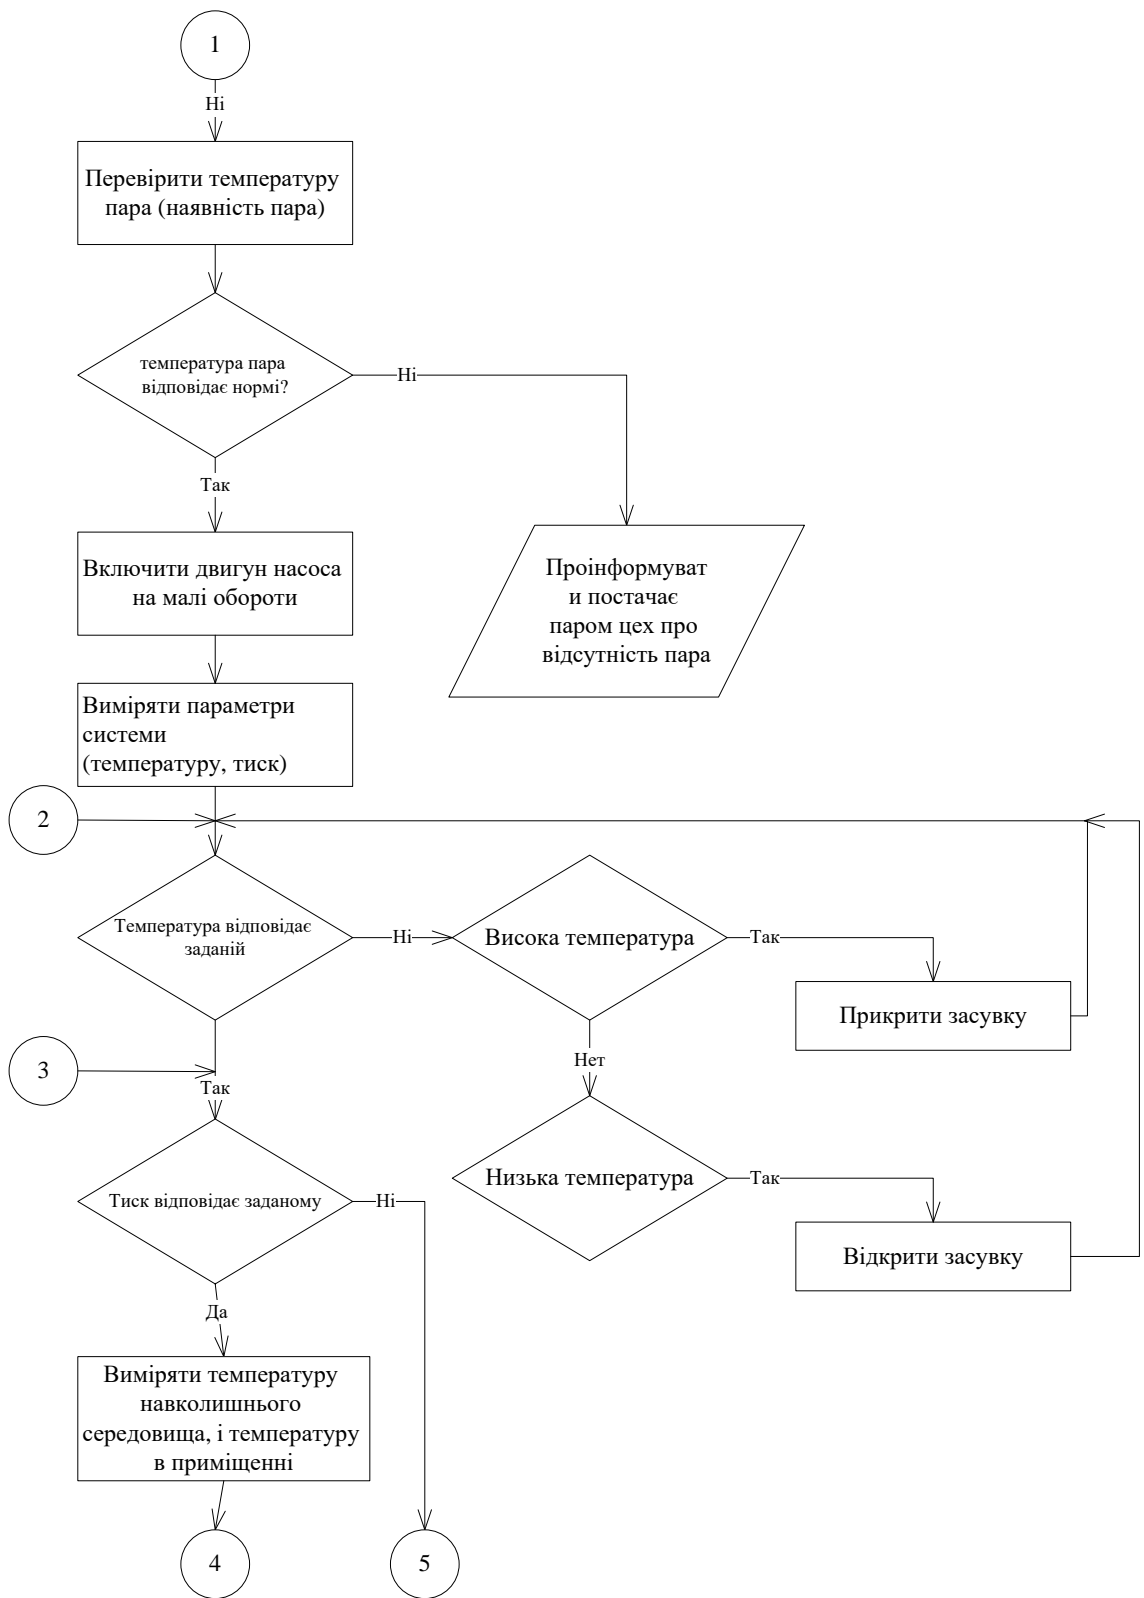 1
Ні
Перевірити температуру
пара (наявність пара)
температура пара
відповідає нормі?
Ні
Так
Включити двигун насоса
на малі обороти
Проінформуват
и постачає
паром цех про
відсутність пара
Виміряти параметри
системи
(температуру, тиск)
2
Температура відповідає
заданій
Ні
Висока температура
Так
Прикрити засувку
3
Так
Нет
Низька температура
Так
Відкрити засувку
Тиск відповідає заданому
Ні
Да
Виміряти температуру
навколишнього
середовища, і температуру
в приміщенні
4
5